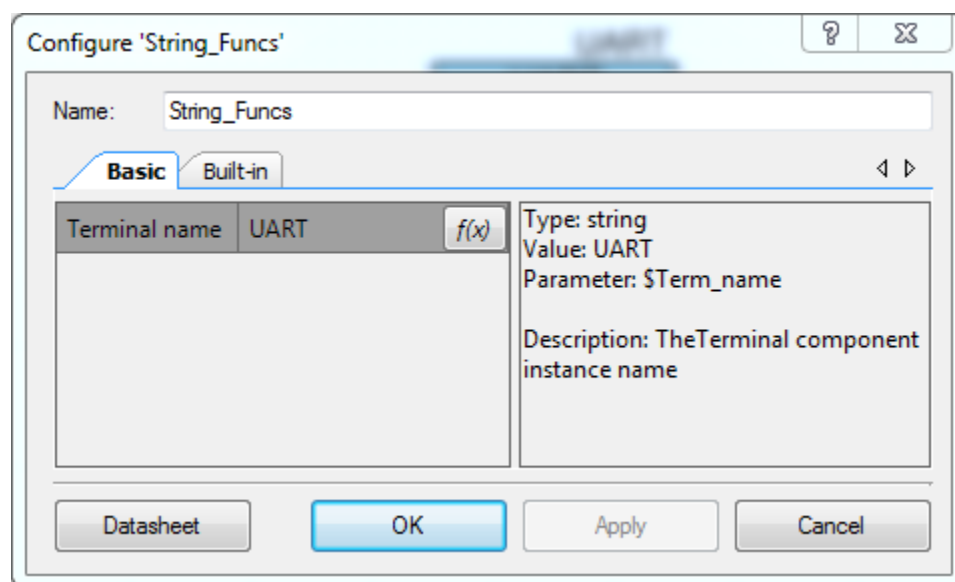 Configure 'String_Funcs'
UART
Name: String_Funcs
Basic Built-in
Terminal name UART f(x)
Type: string
Value: UART
Parameter: $Term_name
Description: TheTerminal component
instance name
Datasheet OK Apply Cancel